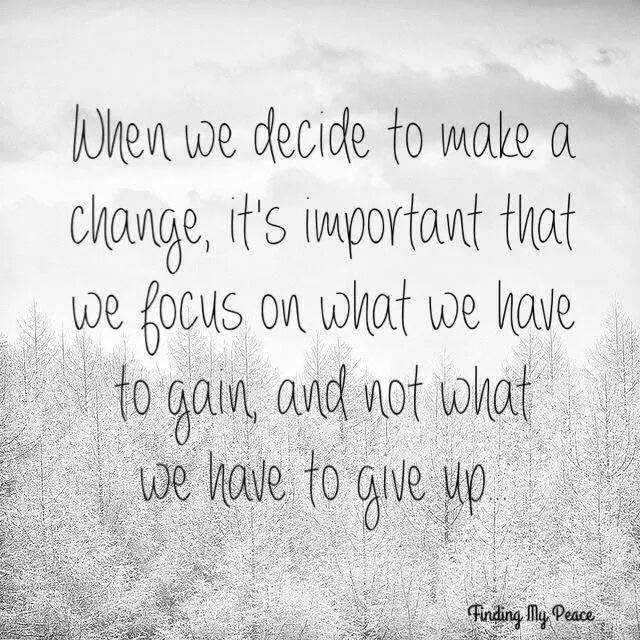 When we decide to make a
change, it's important that
we focus on what we have
to gain, and not what
we have to give up...
Finding My Peace